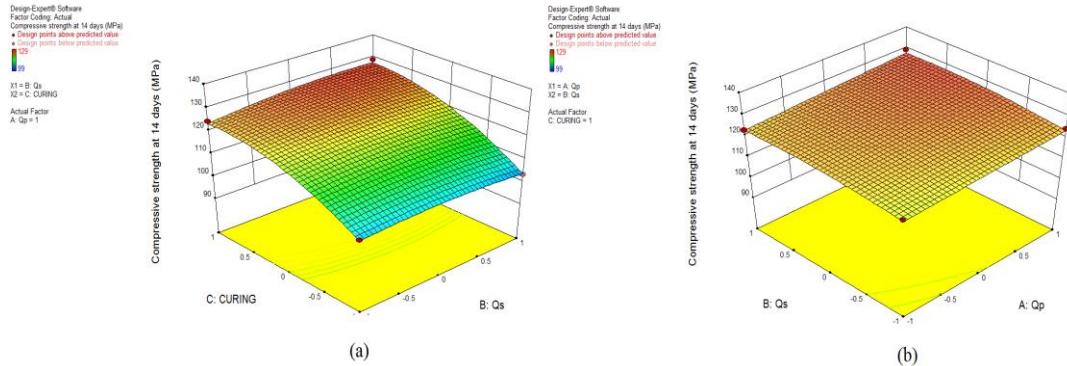 Design-Expert® Software
Factor Coding: Actual
Compressive strength at 14 days (MPa)
Design points above predicted value
Design points below predicted value
129
99
X1 = B: Qs
X2 = C: CURING
Actual Factor
A: Qp = 1
Compressive strength at 14 days (MPa)
140
130
120
110
100
90
1
0.5
0
-0.5
-1
C: CURING
1
0.5
0
-0.5
B: Qs
(a)
Design-Expert® Software
Factor Coding: Actual
Compressive strength at 14 days (MPa)
Design points above predicted value
Design points below predicted value
129
99
X1 = A: Qp
X2 = B: Qs
Actual Factor
C: CURING = 1
Compressive strength at 14 days (MPa)
140
130
120
110
100
90
1
0.5
0
-0.5
-1
B: Qs
1
0.5
0
-0.5
-1
A: Qp
(b)